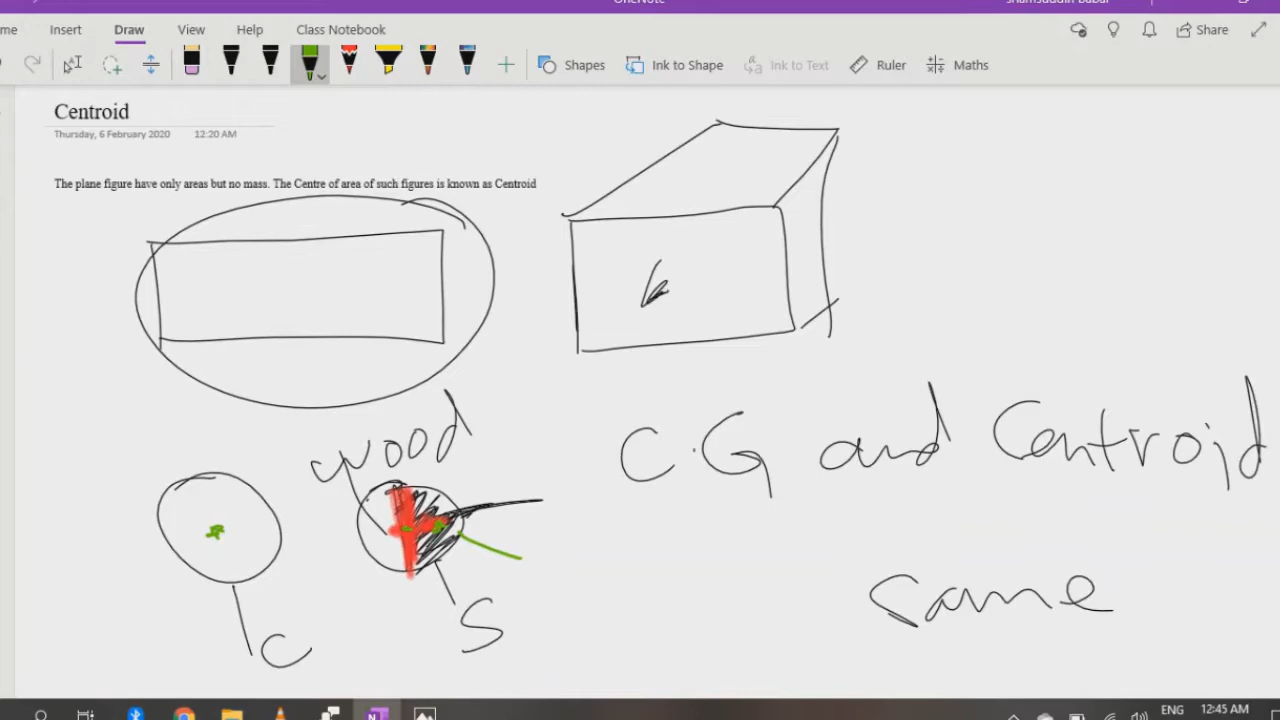 OneNote
Insert Draw View Help Class Notebook Share
Shapes Ink to Shape Ink to Text Ruler Maths
Centroid
Thursday, 6 February 2020 12:20 AM
The plane figure have only areas but no mass. The Centre of area of such figures is known as Centroid
wood
C.G and Centroid
same
C
S
ENG 12:45 AM